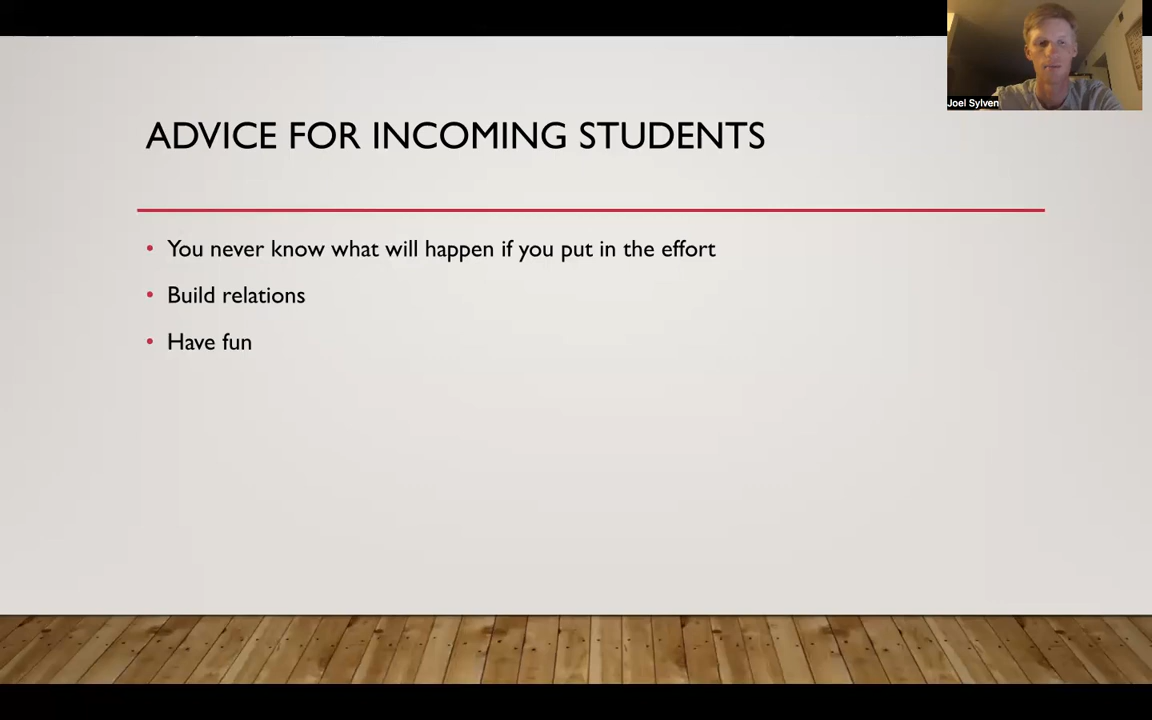 Joel Sylven
ADVICE FOR INCOMING STUDENTS
• You never know what will happen if you put in the effort
• Build relations
• Have fun